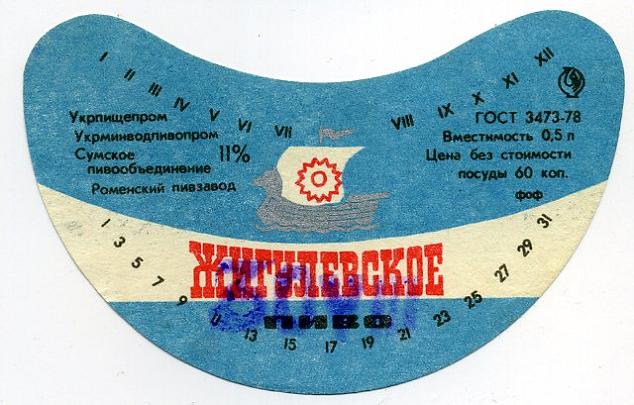 I II III IV V VI VII VIII IX X XI XII
Укрпищепром
Укрминводпивопром
Сумское
пивообъединение
11%
Роменский пивзавод
ГОСТ 3473-78
Вместимость 0,5 л
Цена без стоимости
посуды 60 коп.
фоф
ЖИГУЛЕВСКОЕ
ПИВО
1 3 5 7 9 11 13 15 17 19 21 23 25 27 29 31